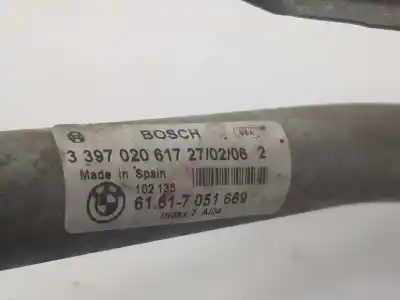 BOSCH
3 397 020 617 27/02/06 2
Made in Spain
102 135
61.61-7 051 669
Index 7 AI04